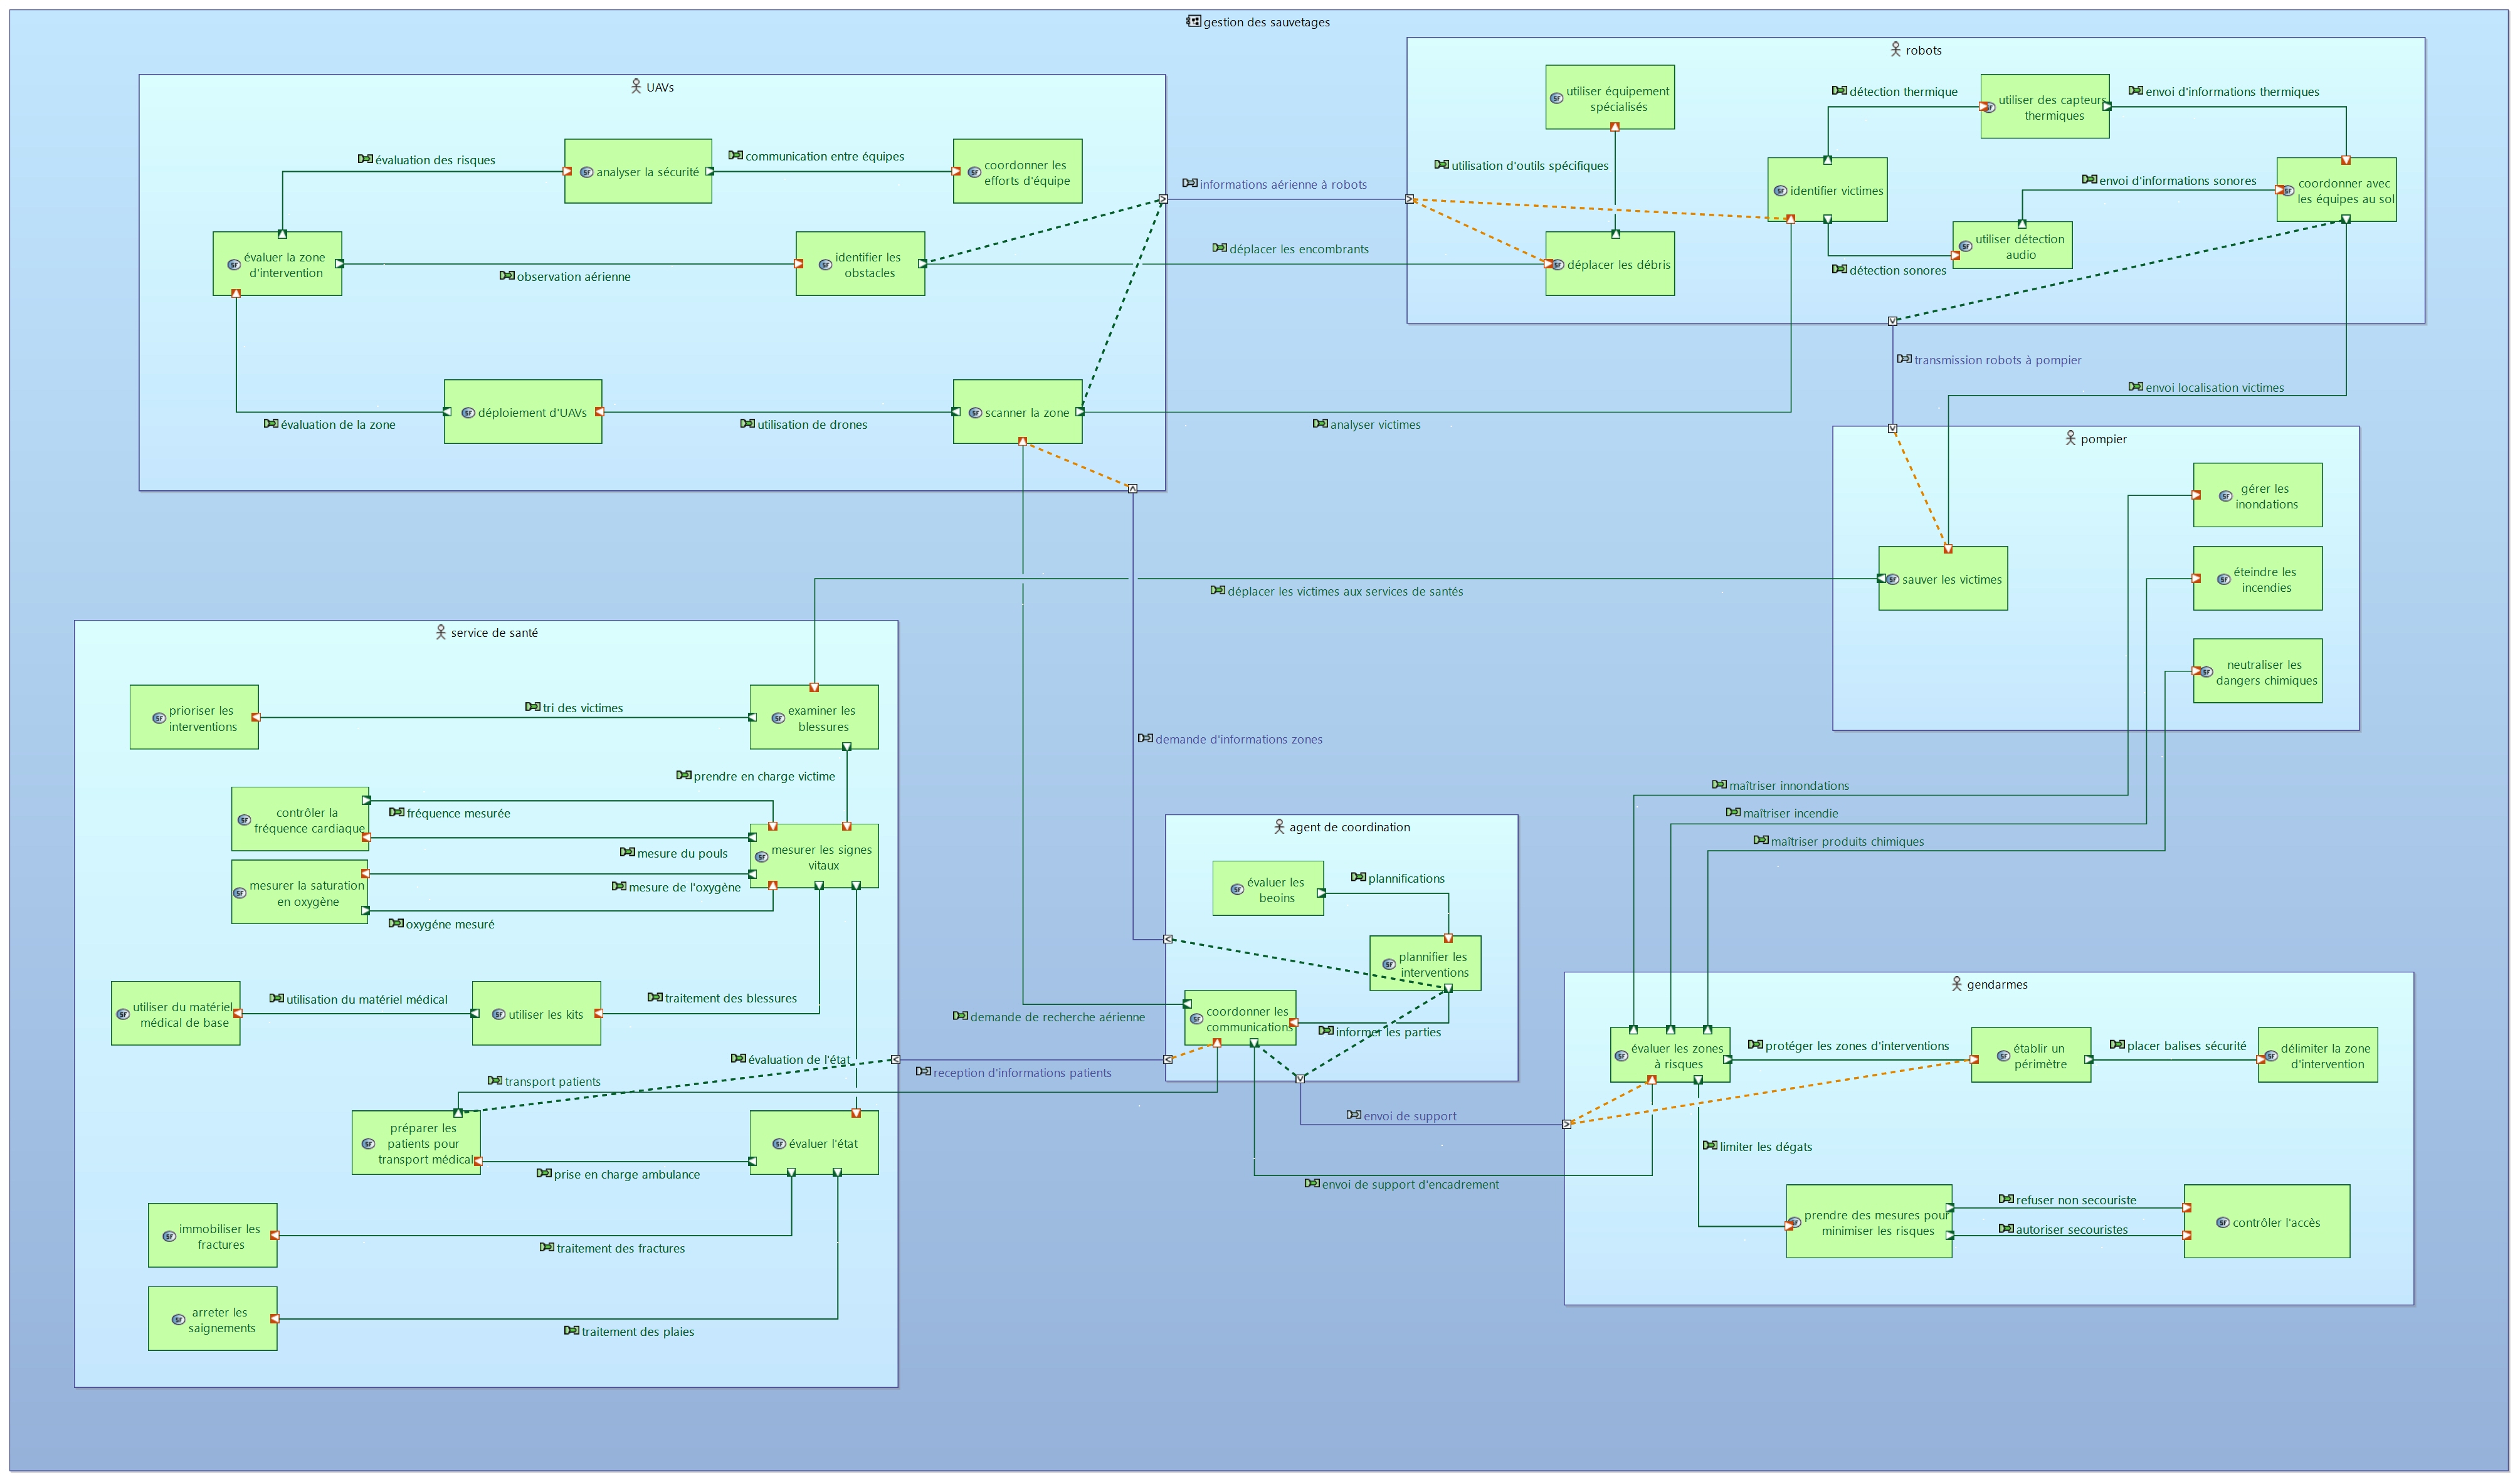 gestion des sauvetages
UAVs
évaluation des risques
analyser la sécurité
communication entre équipes
coordonner les
efforts d'équipe
évaluer la zone
d'intervention
observation aérienne
identifier les
obstacles
évaluation de la zone
déploiement d'UAVs
utilisation de drones
scanner la zone
informations aérienne à robots
déplacer les encombrants
analyser victimes
robots
utiliser équipement
spécialisés
utilisation d'outils spécifiques
déplacer les débris
détection thermique
utiliser des capteurs
thermiques
envoi d'informations thermiques
identifier victimes
envoi d'informations sonores
coordonner avec
les équipes au sol
utiliser détection
audio
détection sonores
transmission robots à pompier
envoi localisation victimes
pompier
gérer les
inondations
sauver les victimes
éteindre les
incendies
neutraliser les
dangers chimiques
déplacer les victimes aux services de santés
service de santé
prioriser les
interventions
tri des victimes
examiner les
blessures
prendre en charge victime
contrôler la
fréquence cardiaque
fréquence mesurée
mesure du pouls
mesurer les signes
vitaux
mesurer la saturation
en oxygène
mesure de l'oxygène
oxygéne mesuré
utiliser du matériel
médical de base
utilisation du matériel médical
utiliser les kits
traitement des blessures
évaluation de l'état
transport patients
préparer les
patients pour
transport médical
prise en charge ambulance
évaluer l'état
immobiliser les
fractures
traitement des fractures
arreter les
saignements
traitement des plaies
demande d'informations zones
agent de coordination
évaluer les
beoins
plannifications
plannifier les
interventions
coordonner les
communications
informer les parties
demande de recherche aérienne
reception d'informations patients
envoi de support
envoi de support d'encadrement
maîtriser innondations
maîtriser incendie
maîtriser produits chimiques
gendarmes
évaluer les zones
à risques
protéger les zones d'interventions
établir un
périmètre
placer balises sécurité
délimiter la zone
d'intervention
limiter les dégats
prendre des mesures pour
minimiser les risques
refuser non secouriste
autoriser secouristes
contrôler l'accès